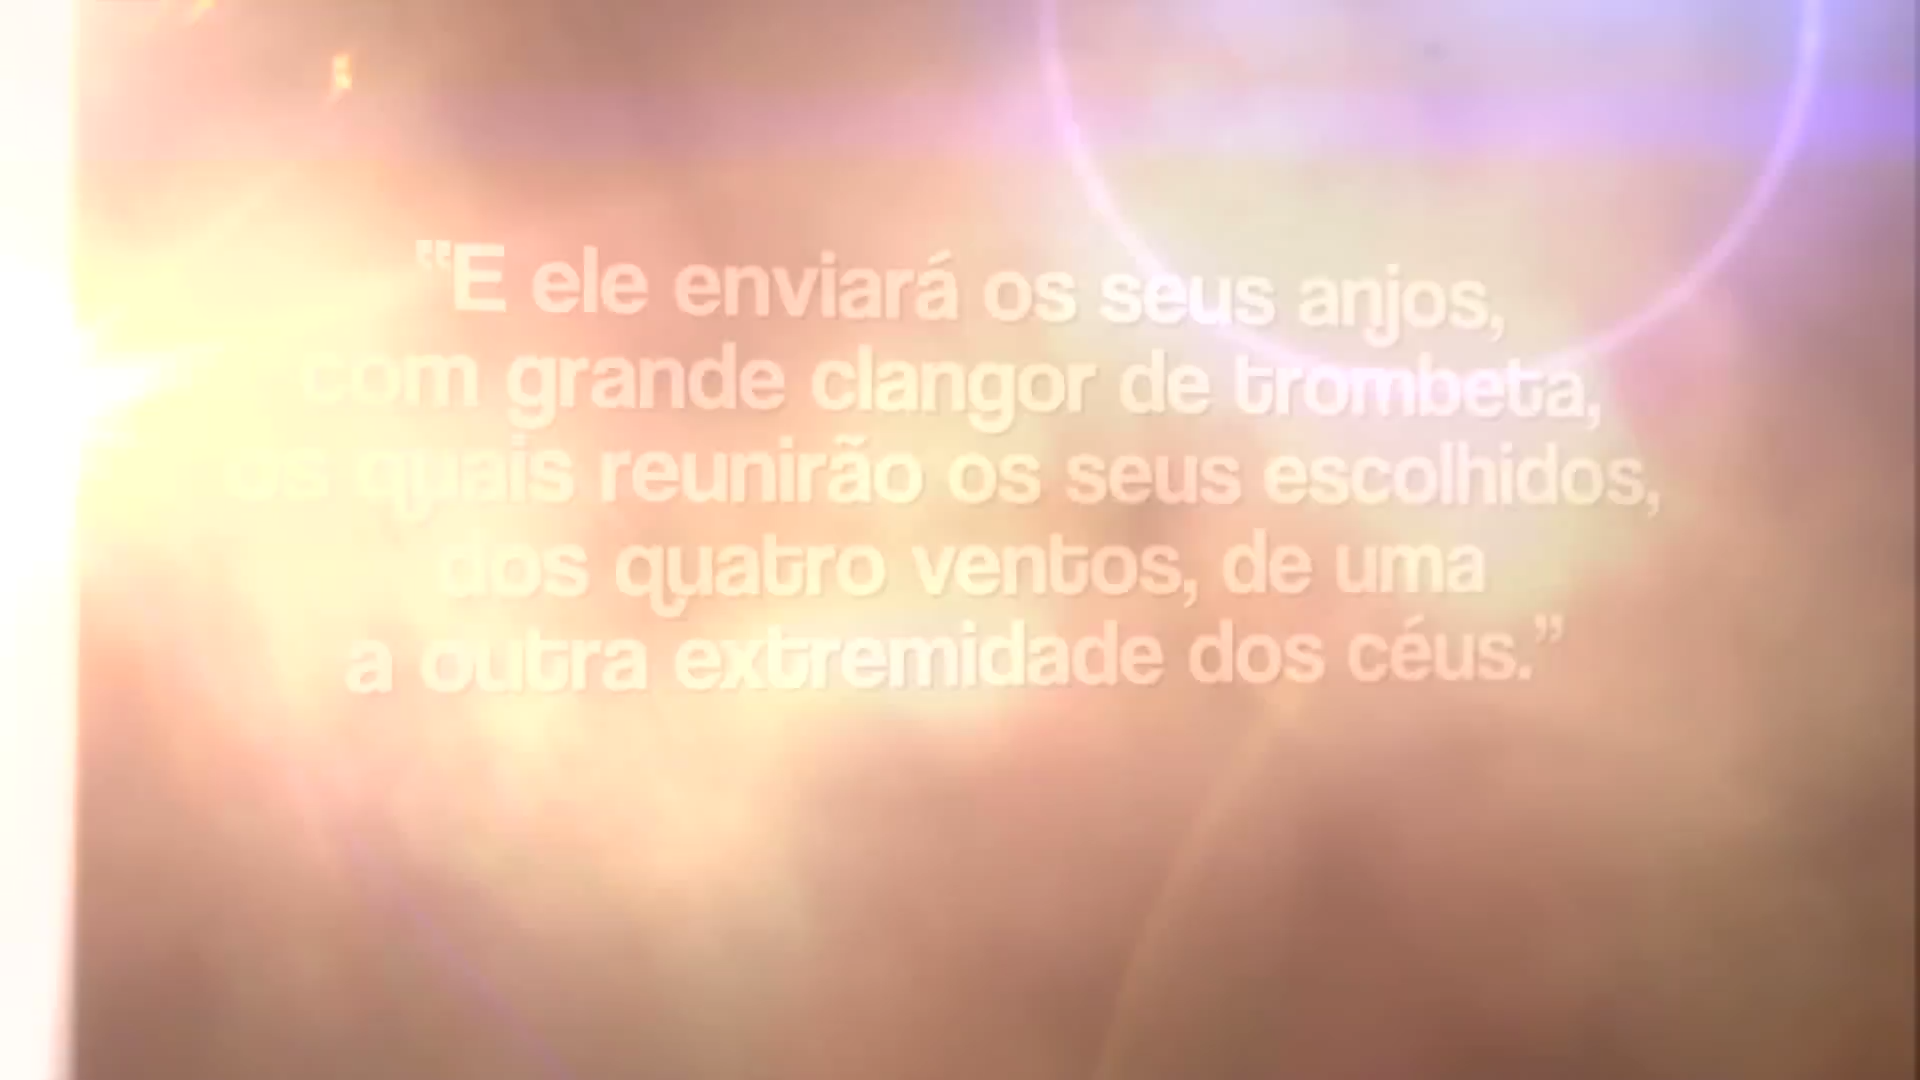 “E ele enviará os seus anjos,
com grande clangor de trombeta,
os quais reunirão os seus escolhidos,
dos quatro ventos, de uma
a outra extremidade dos céus.”